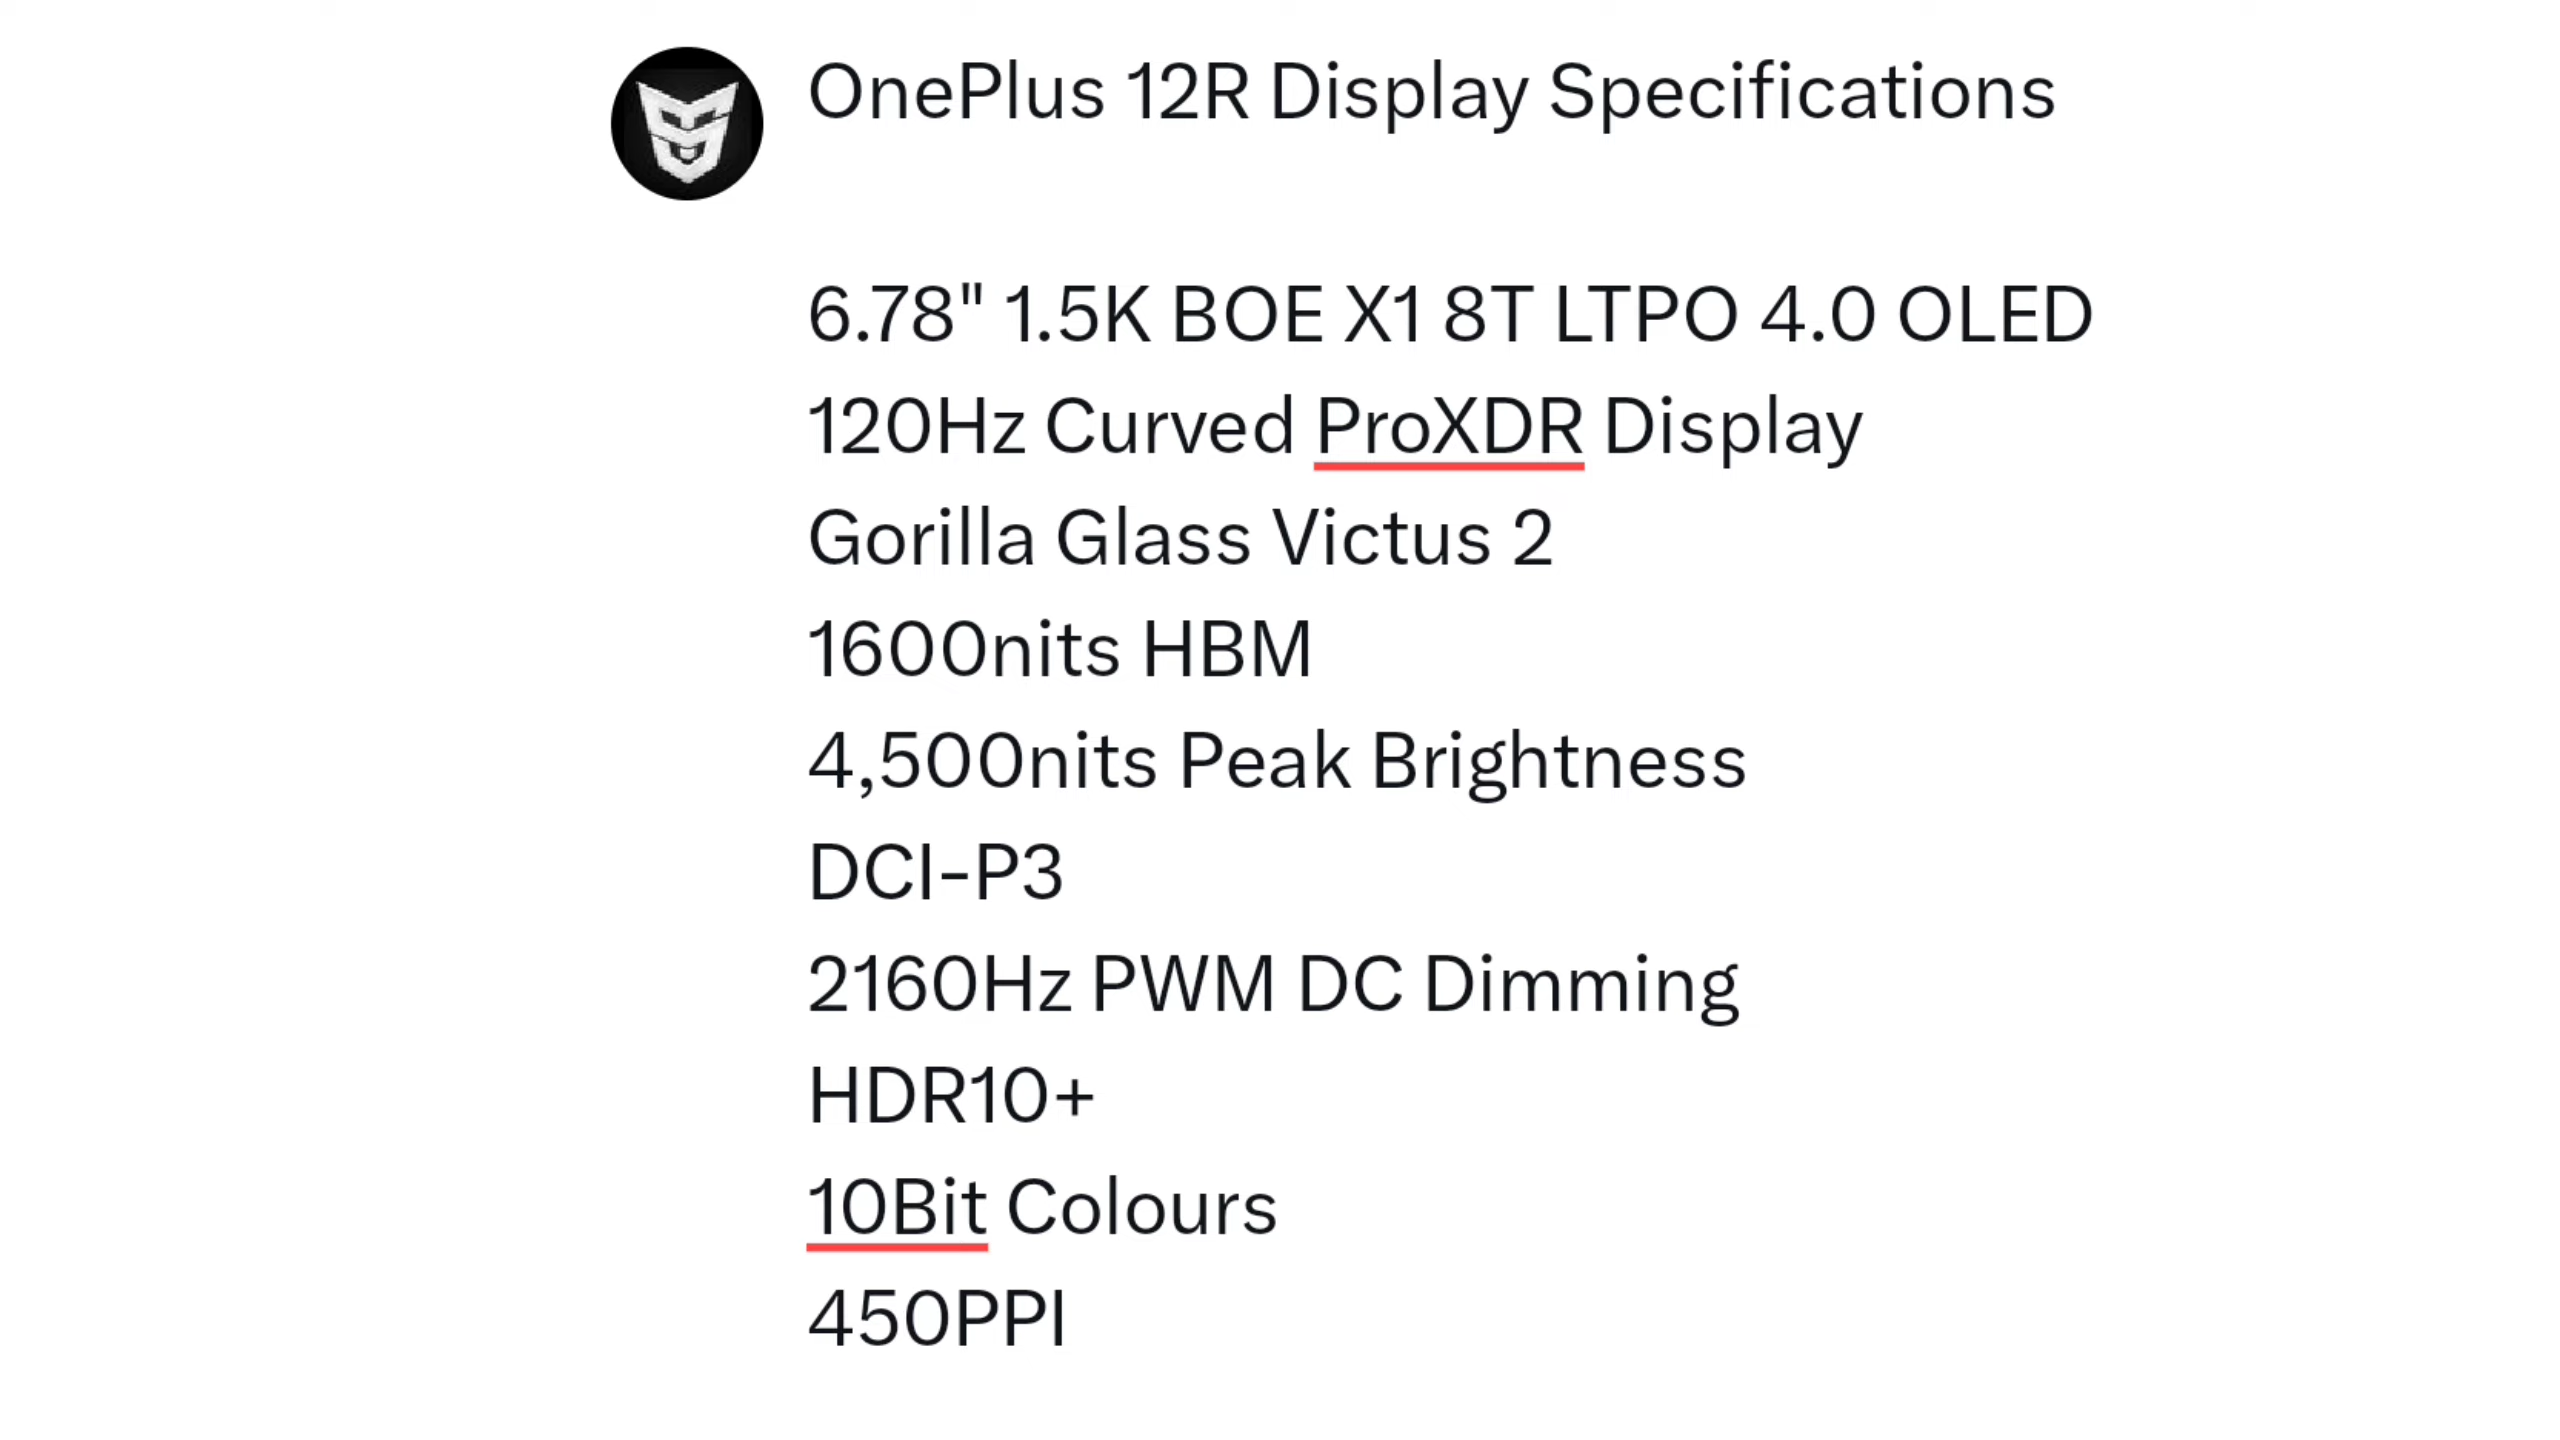 OnePlus 12R Display Specifications
6.78" 1.5K BOE X1 8T LTPO 4.0 OLED
120Hz Curved ProXDR Display
Gorilla Glass Victus 2
1600nits HBM
4,500nits Peak Brightness
DCI-P3
2160Hz PWM DC Dimming
HDR10+
10Bit Colours
450PPI